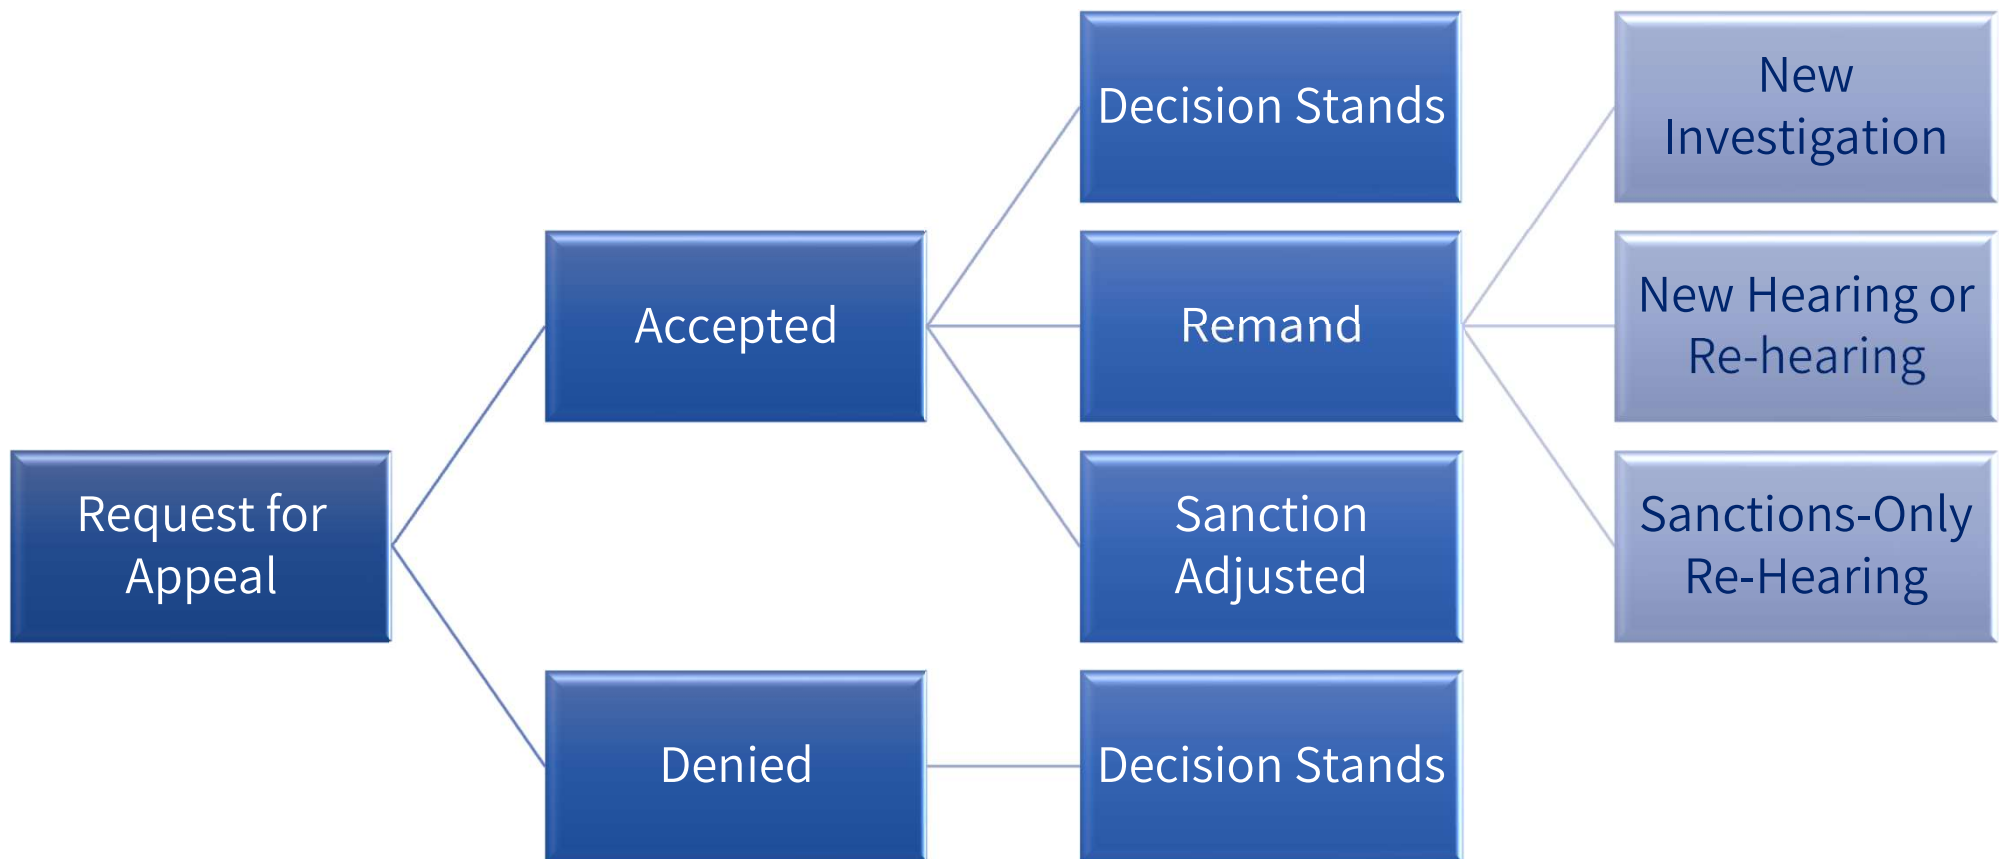 Request for
Appeal
Accepted
Denied
Decision Stands
Remand
Sanction
Adjusted
Decision Stands
New
Investigation
New Hearing or
Re-hearing
Sanctions-Only
Re-Hearing